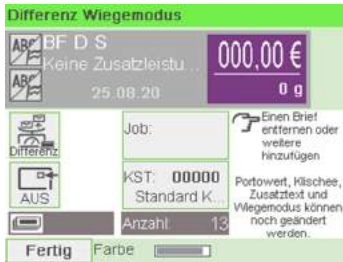 Differenz Wiegemodus
ABC BF D S
Keine Zusatzleistu...
ABC 25.08.20
000,00 €
0 g
Differenz
Job:
Einen Brief
entfernen oder
weitere
hinzufügen
AUS
KST: 00000
Standard K...
Portowert, Klischee,
Zusatztext und
Wiegemodus können
noch geändert
werden.
Anzahl: 13
Fertig Farbe